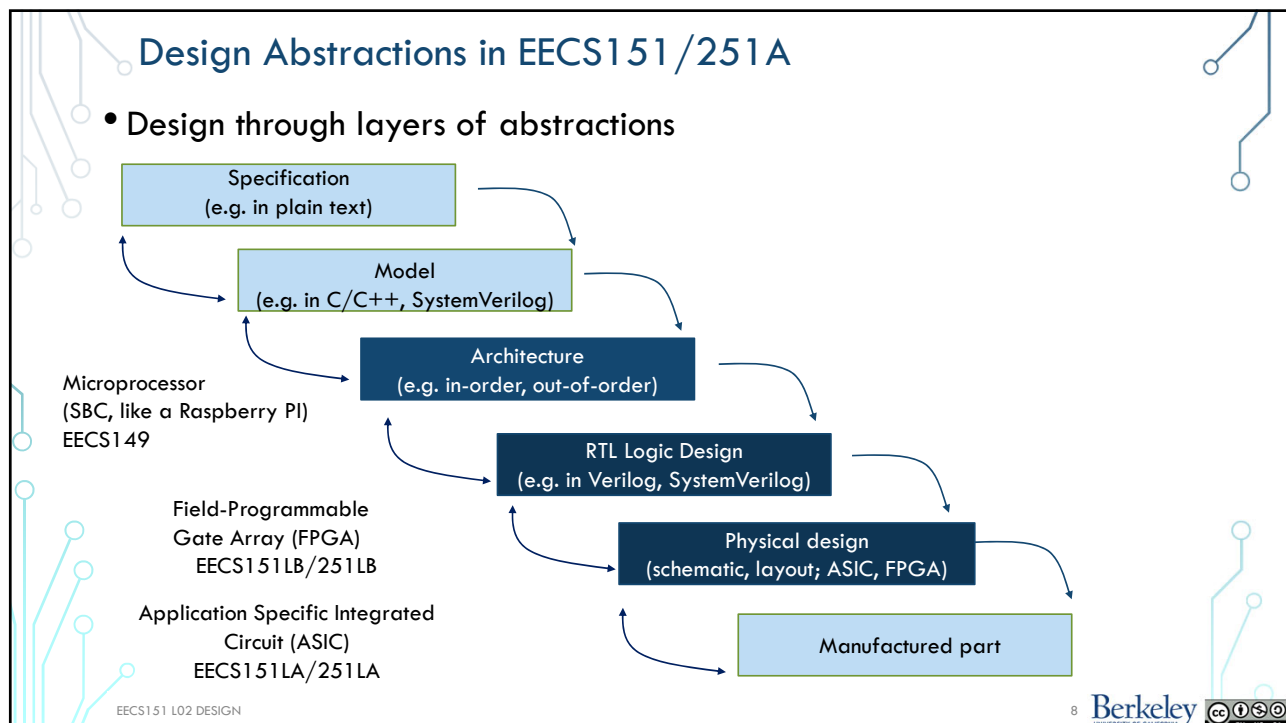 Design Abstractions in EECS151/251A
• Design through layers of abstractions
Specification
(e.g. in plain text)
Model
(e.g. in C/C++, SystemVerilog)
Architecture
(e.g. in-order, out-of-order)
Microprocessor
(SBC, like a Raspberry PI)
EECS149
RTL Logic Design
(e.g. in Verilog, SystemVerilog)
Field-Programmable
Gate Array (FPGA)
EECS151LB/251LB
Physical design
(schematic, layout; ASIC, FPGA)
Application Specific Integrated
Circuit (ASIC)
EECS151LA/251LA
Manufactured part
EECS151 L02 DESIGN
8
Berkeley
cc